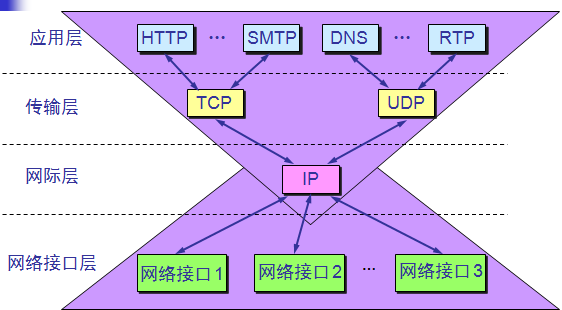 应用层 HTTP … SMTP DNS … RTP
传输层 TCP UDP
网际层 IP
网络接口层 网络接口1 网络接口2 … 网络接口3